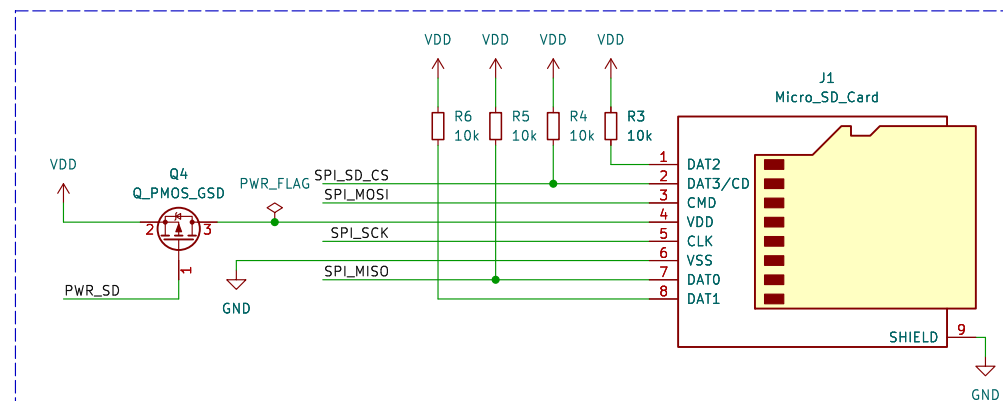 VDD
VDD
VDD
VDD
J1
Micro_SD_Card
R6
10k
R5
10k
R4
10k
R3
10k
VDD
Q4
Q_PMOS_GSD
PWR_FLAG
2
3
1
PWR_SD
GND
SPI_SD_CS
SPI_MOSI
SPI_SCK
SPI_MISO
1 DAT2
2 DAT3/CD
3 CMD
4 VDD
5 CLK
6 VSS
7 DAT0
8 DAT1
SHIELD 9
GND